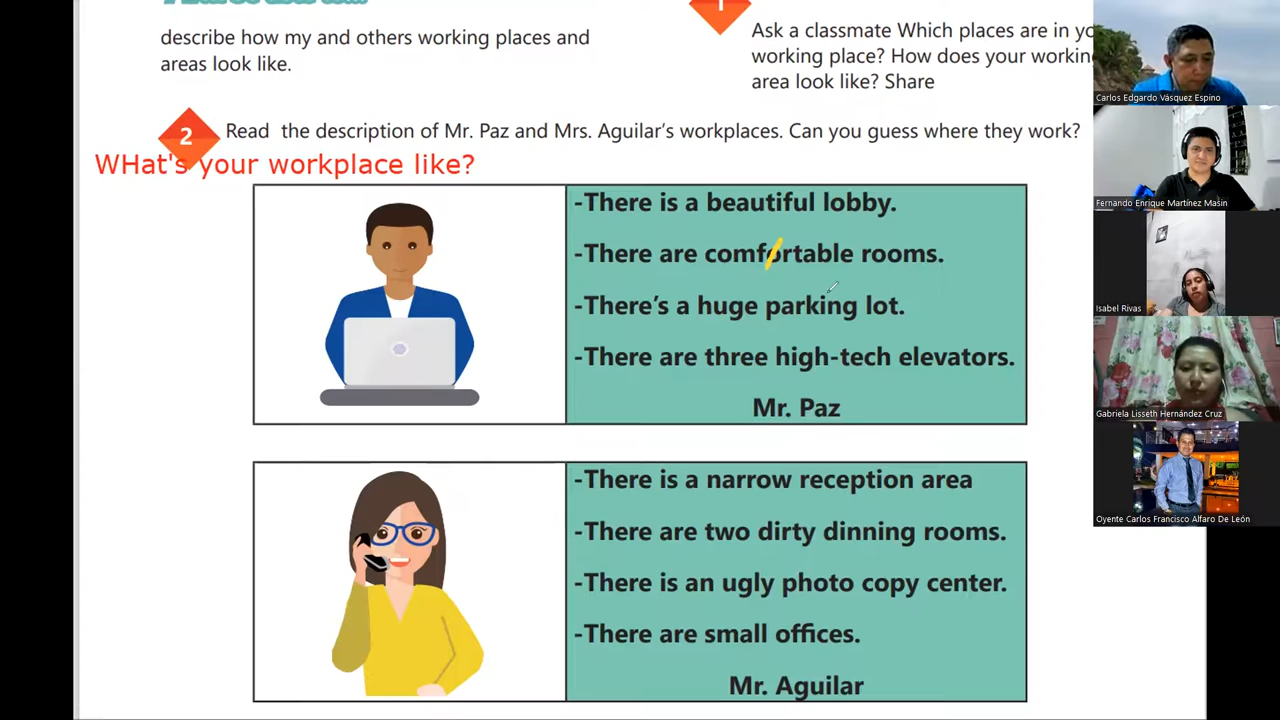 describe how my and others working places and
areas look like.
1
Ask a classmate Which places are in yo
working place? How does your workin
area look like? Share
2
Read the description of Mr. Paz and Mrs. Aguilar's workplaces. Can you guess where they work?
WHat's your workplace like?
-There is a beautiful lobby.
-There are comfortable rooms.
-There's a huge parking lot.
-There are three high-tech elevators.
Mr. Paz
-There is a narrow reception area
-There are two dirty dinning rooms.
-There is an ugly photo copy center.
-There are small offices.
Mr. Aguilar
Carlos Edgardo Vásquez Espino
Fernando Enrique Martínez Masin
Isabel Rivas
Gabriela Lisseth Hernández Cruz
Oyente Carlos Francisco Alfaro De León